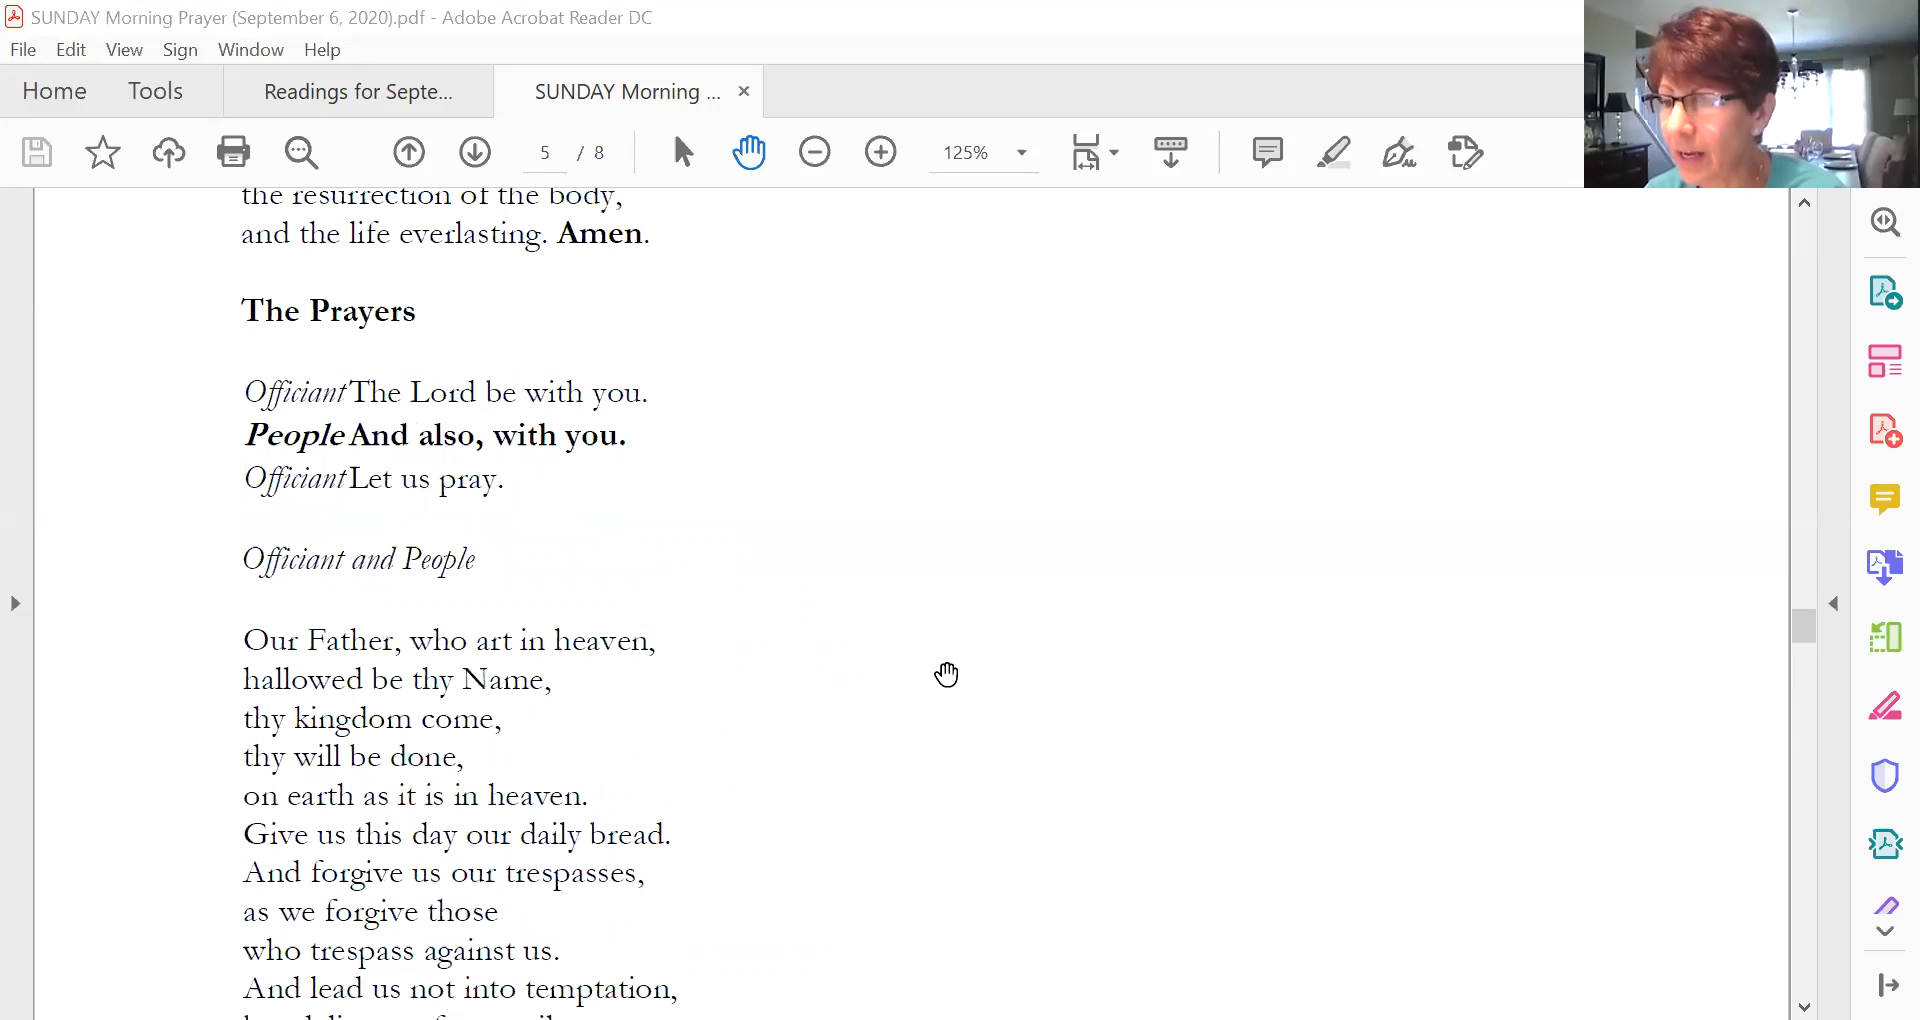 SUNDAY Morning Prayer (September 6, 2020).pdf - Adobe Acrobat Reader DC
File Edit View Sign Window Help
Home Tools Readings for Septe... SUNDAY Morning ... ×
5 / 8 125%
the resurrection of the body,
and the life everlasting. Amen.
The Prayers
Officiant The Lord be with you.
People And also, with you.
Officiant Let us pray.
Officiant and People
Our Father, who art in heaven,
hallowed be thy Name,
thy kingdom come,
thy will be done,
on earth as it is in heaven.
Give us this day our daily bread.
And forgive us our trespasses,
as we forgive those
who trespass against us.
And lead us not into temptation,